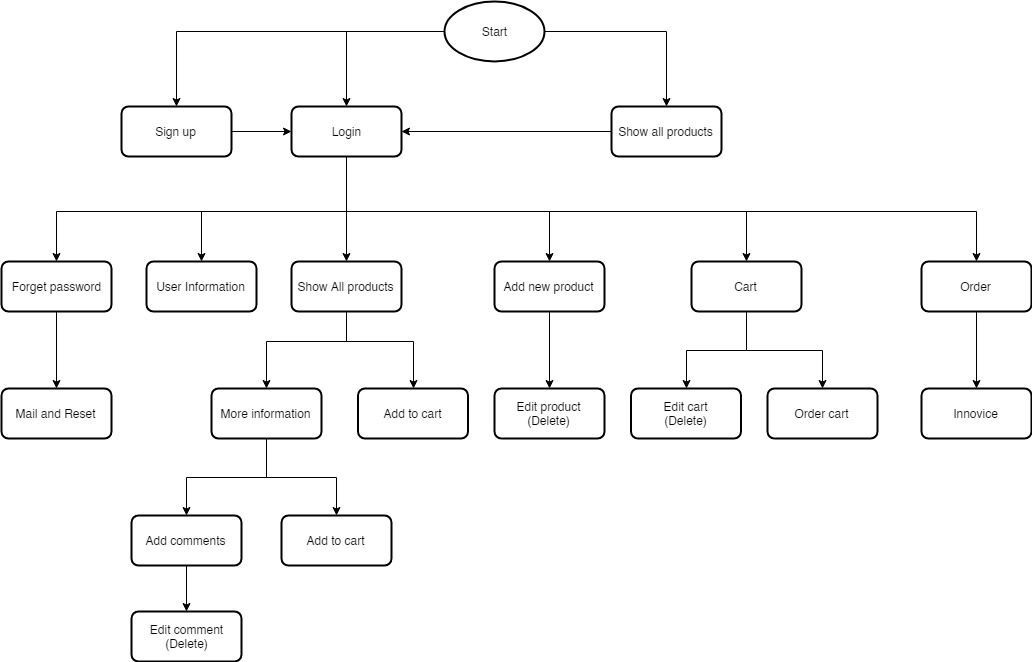 Start
Sign up
Login
Show all products
Forget password
User Information
Show All products
Add new product
Cart
Order
Mail and Reset
More information
Add to cart
Edit product
(Delete)
Edit cart
(Delete)
Order cart
Innovice
Add comments
Add to cart
Edit comment
(Delete)